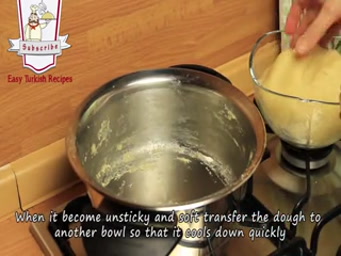 Subscribe
Easy Turkish Recipes
When it become unsticky and soft transfer the dough to
another bowl so that it cools down quickly